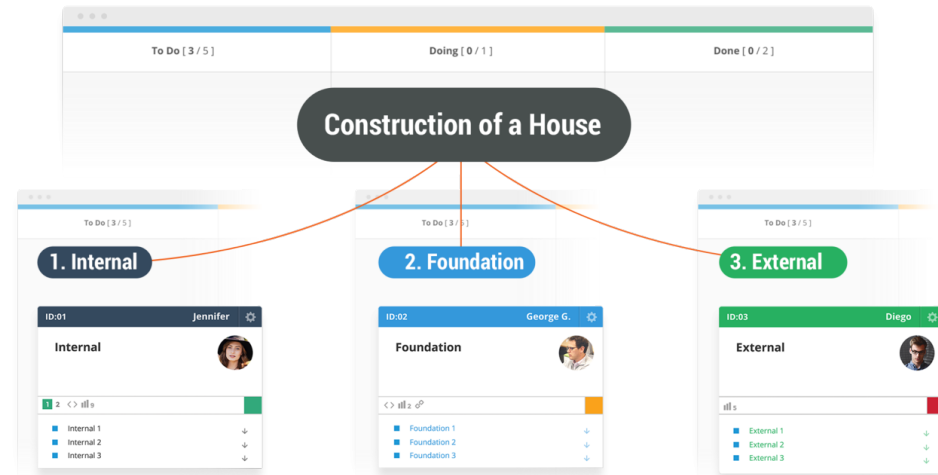 To Do [ 3 / 5 ]
Doing [ 0 / 1 ]
Done [ 0 / 2 ]
Construction of a House
To Do [ 3 / 5 ]
To Do [ 3 / 5 ]
To Do [ 3 / 5 ]
1. Internal
2. Foundation
3. External
ID:01 Jennifer
Internal
1 2 <> 9
Internal 1
Internal 2
Internal 3
ID:02 George G.
Foundation
<> 2
Foundation 1
Foundation 2
Foundation 3
ID:03 Diego
External
5
External 1
External 2
External 3